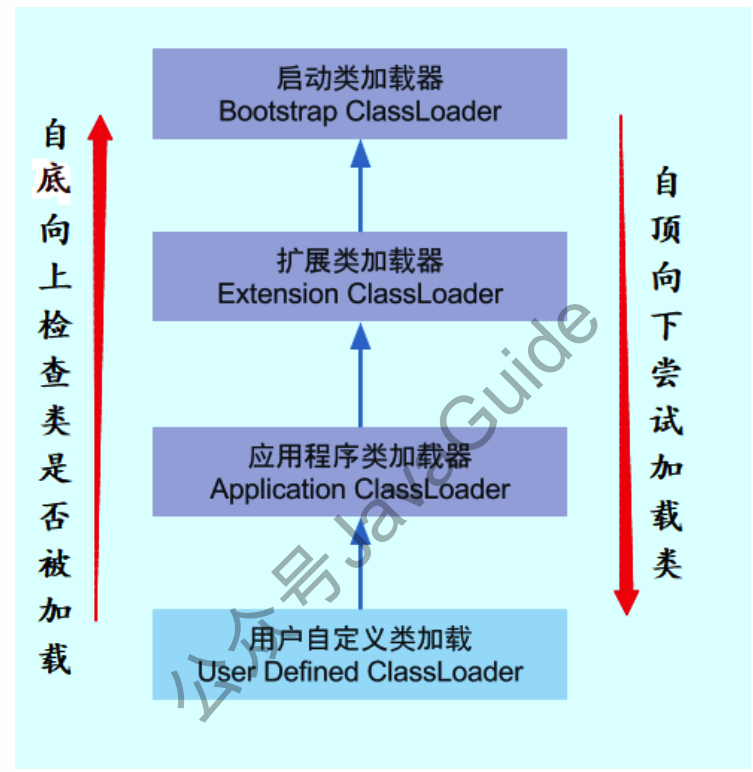 启动类加载器
Bootstrap ClassLoader
自底向上检查类是否被加载
扩展类加载器
Extension ClassLoader
自顶向下尝试加载类
应用程序类加载器
Application ClassLoader
用户自定义类加载
User Defined ClassLoader
公众号JavaGuide